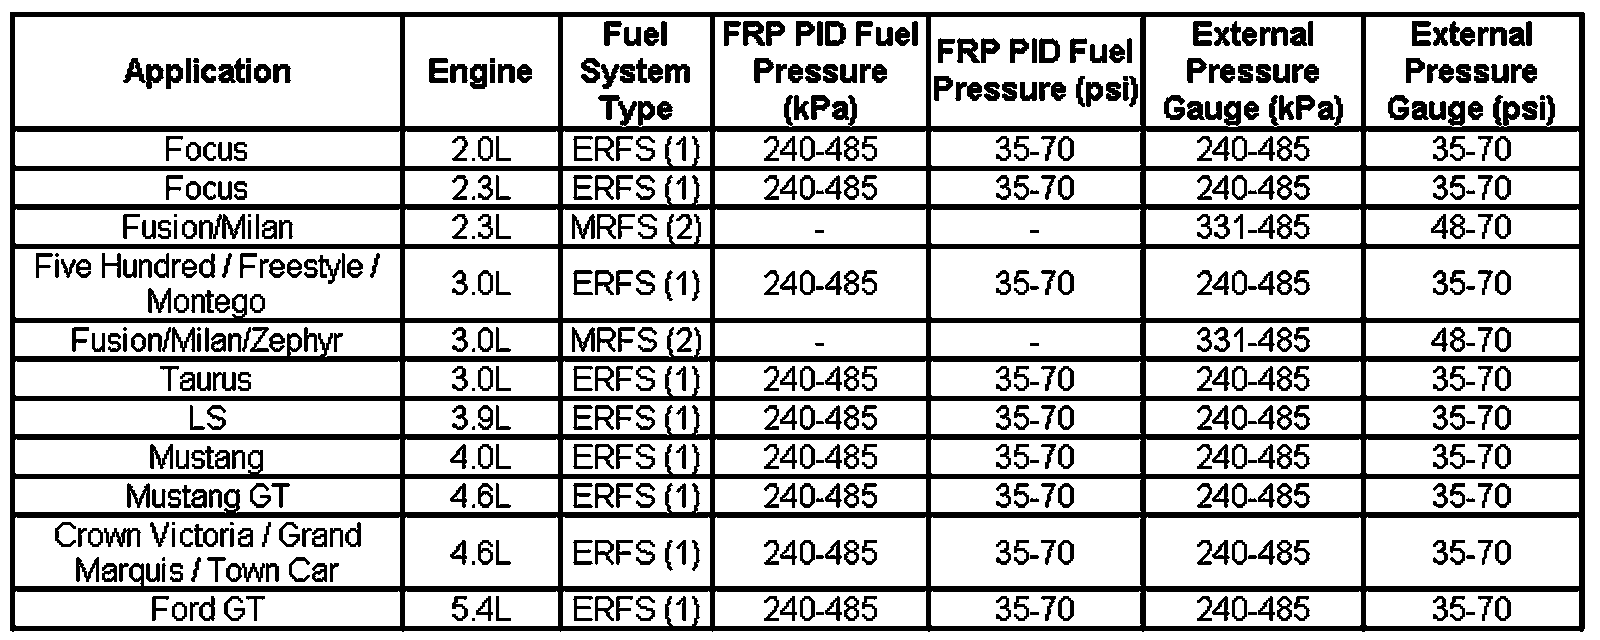 Application Engine Fuel System Type FRP PID Fuel Pressure (kPa) FRP PID Fuel Pressure (psi) External Pressure Gauge (kPa) External Pressure Gauge (psi)
Focus 2.0L ERFS (1) 240-485 35-70 240-485 35-70
Focus 2.3L ERFS (1) 240-485 35-70 240-485 35-70
Fusion/Milan 2.3L MRFS (2) - - 331-485 48-70
Five Hundred / Freestyle / Montego 3.0L ERFS (1) 240-485 35-70 240-485 35-70
Fusion/Milan/Zephyr 3.0L MRFS (2) - - 331-485 48-70
Taurus 3.0L ERFS (1) 240-485 35-70 240-485 35-70
LS 3.9L ERFS (1) 240-485 35-70 240-485 35-70
Mustang 4.0L ERFS (1) 240-485 35-70 240-485 35-70
Mustang GT 4.6L ERFS (1) 240-485 35-70 240-485 35-70
Crown Victoria / Grand Marquis / Town Car 4.6L ERFS (1) 240-485 35-70 240-485 35-70
Ford GT 5.4L ERFS (1) 240-485 35-70 240-485 35-70